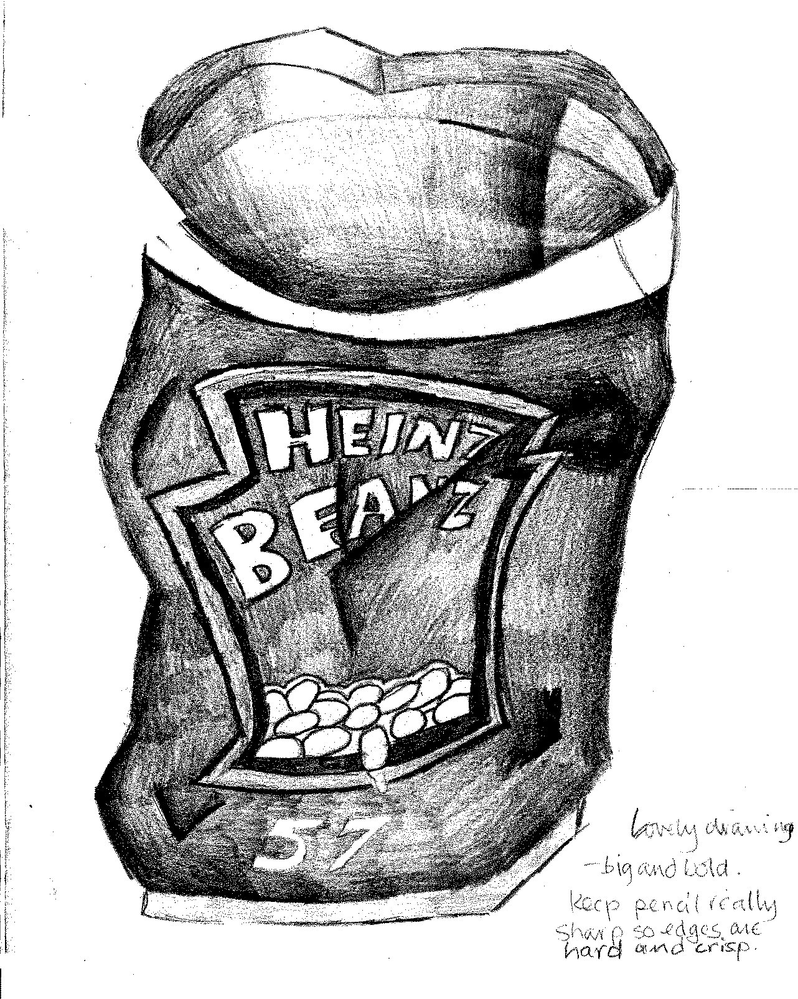 HEINZ
BEANZ
57
Lovely drawing
- big and bold.
keep pencil really
sharp so edges are
hard and crisp.